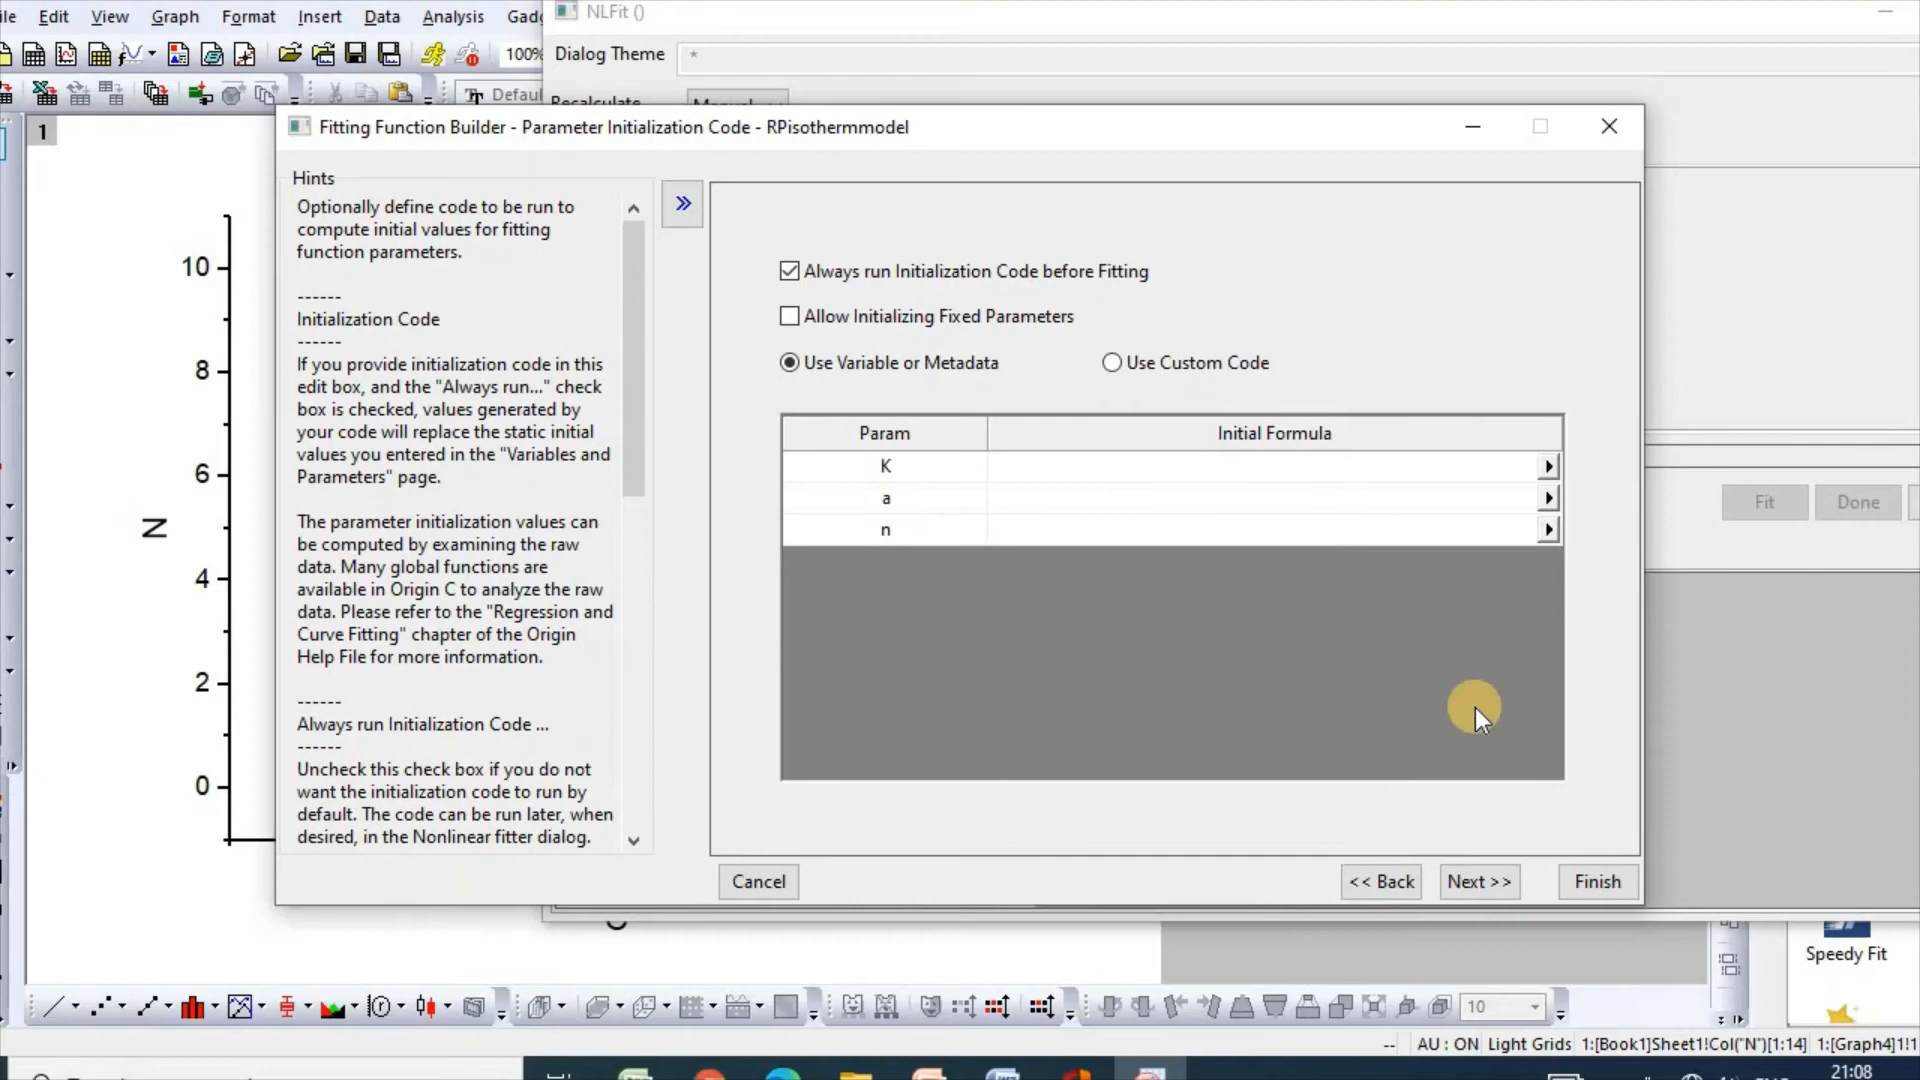 ile Edit View Graph Format Insert Data Analysis
NLFit ()
100%
Dialog Theme
*
Recalculate Manual
1
Fitting Function Builder - Parameter Initialization Code - RPisothermmodel
Hints
Optionally define code to be run to
compute initial values for fitting
function parameters.
------
Initialization Code
------
If you provide initialization code in this
edit box, and the "Always run..." check
box is checked, values generated by
your code will replace the static initial
values you entered in the "Variables and
Parameters" page.
The parameter initialization values can
be computed by examining the raw
data. Many global functions are
available in Origin C to analyze the raw
data. Please refer to the "Regression and
Curve Fitting" chapter of the Origin
Help File for more information.
------
Always run Initialization Code ...
------
Uncheck this check box if you do not
want the initialization code to run by
default. The code can be run later, when
desired, in the Nonlinear fitter dialog.
>>
Always run Initialization Code before Fitting
Allow Initializing Fixed Parameters
Use Variable or Metadata Use Custom Code
Param Initial Formula
K
a
n
Cancel << Back Next >> Finish
10
8
6
4
2
0
N
Fit Done
Speedy Fit
10
-- AU : ON Light Grids 1:[Book1]Sheet1!Col("N")[1:14] 1:[Graph4]1!1
21:08